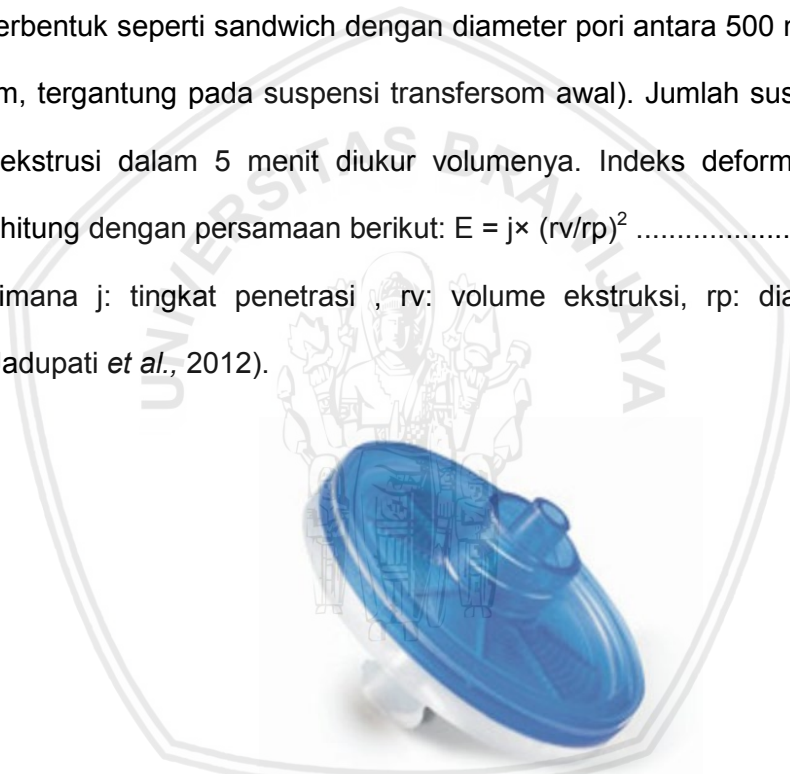 erbentuk seperti sandwich dengan diameter pori antara 500
m, tergantung pada suspensi transfersom awal). Jumlah sus
ekstrusi dalam 5 menit diukur volumenya. Indeks deform
hitung dengan persamaan berikut: E = j× (rv/rp)² ...................
imana j: tingkat penetrasi , rv: volume ekstruksi, rp: dia
adupati et al., 2012).
UNIVERSITAS BRAWIJAYA